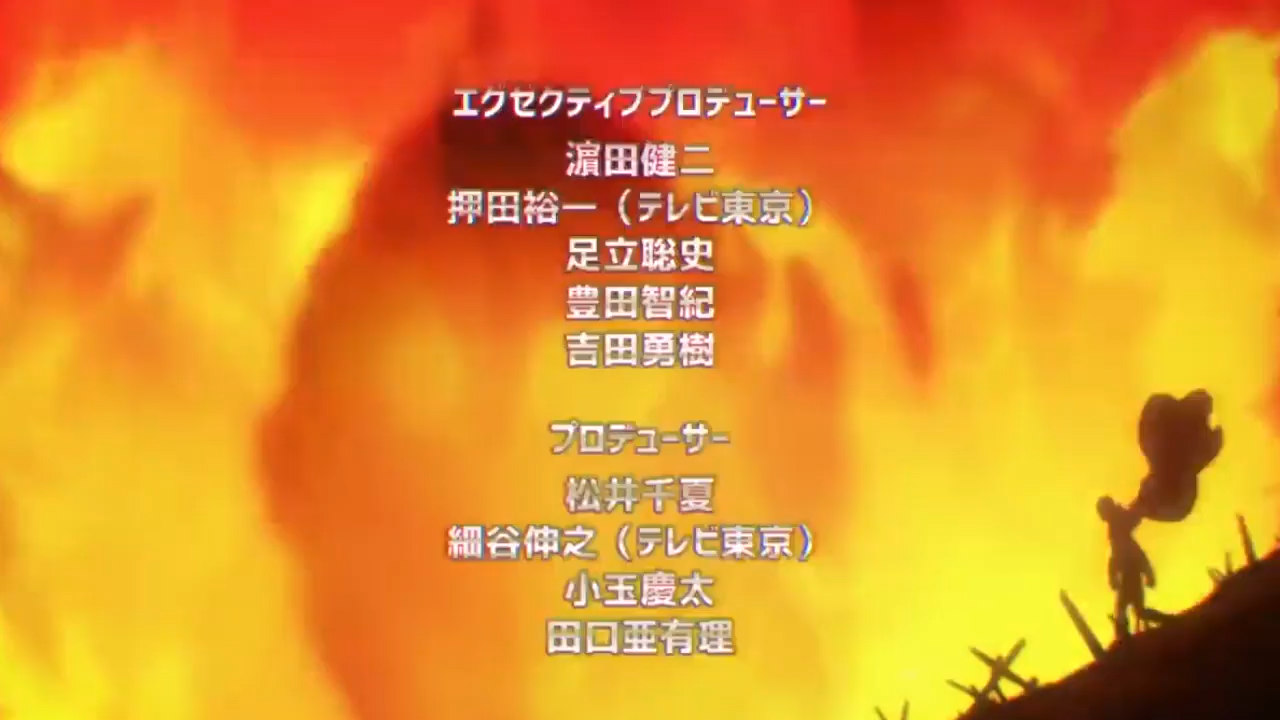 エグゼクティブプロデューサー
濵田健二
押田裕一（テレビ東京）
足立聡史
豊田智紀
吉田勇樹
プロデューサー
松井千夏
細谷伸之（テレビ東京）
小玉慶太
田口亜有理